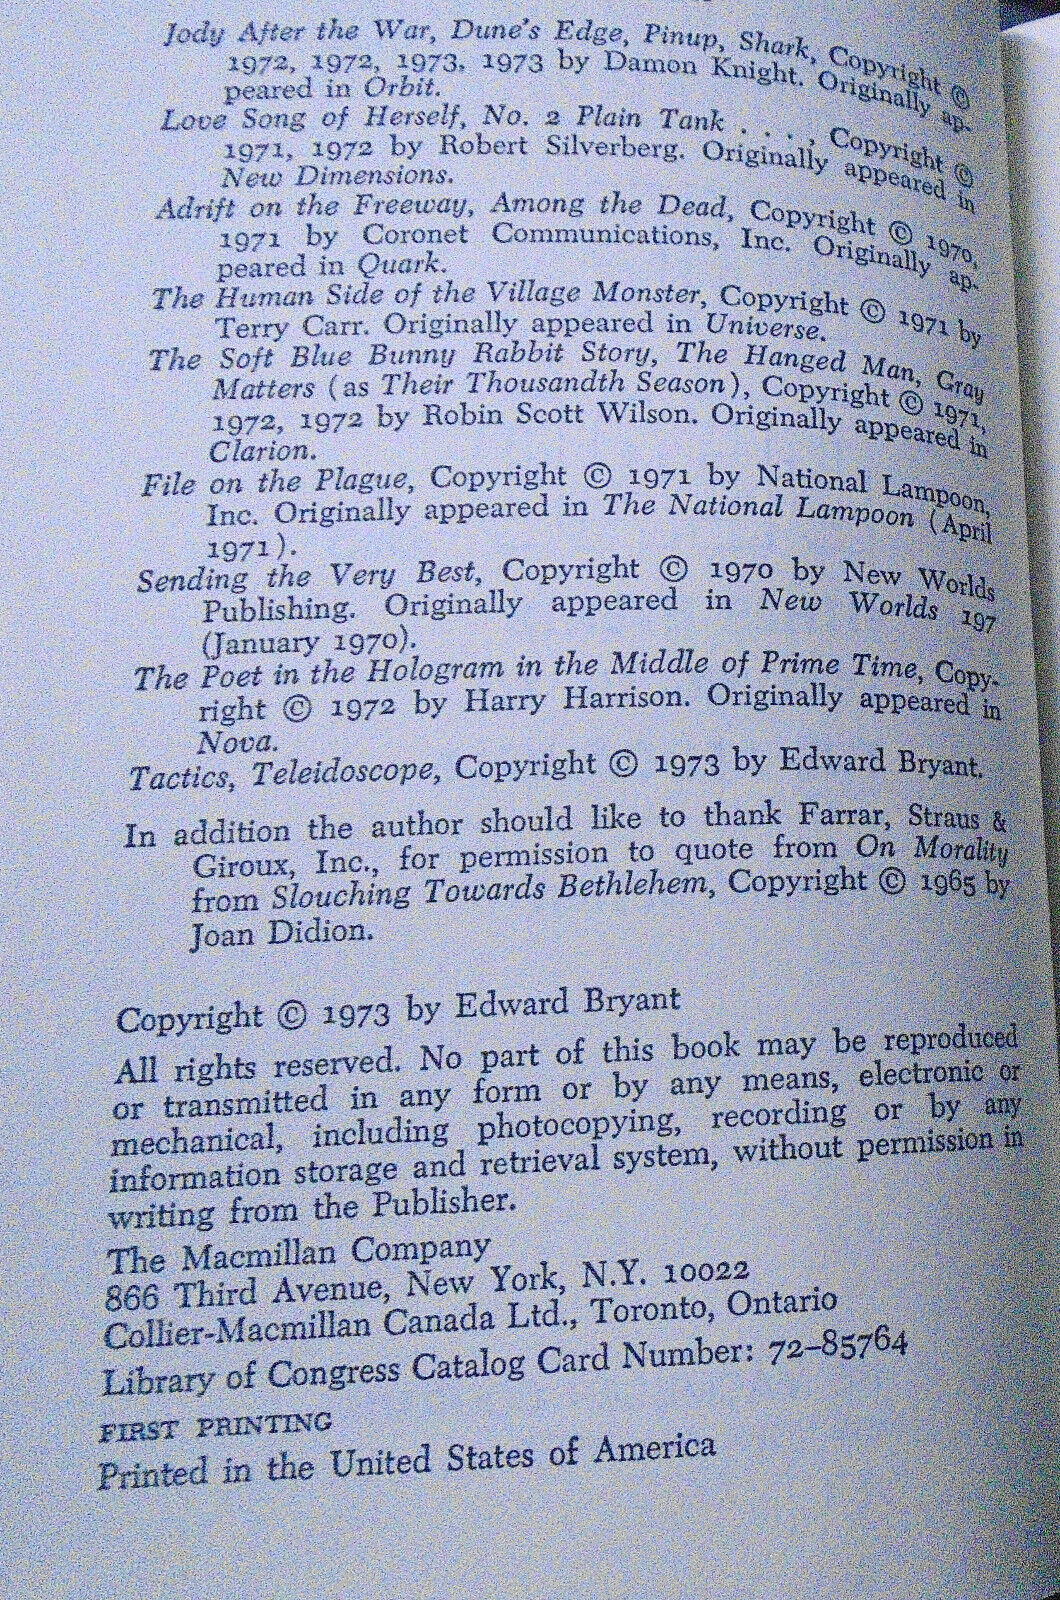 Jody After the War, Dune's Edge, Pinup, Shark, Copyright ©
1972, 1972, 1973, 1973 by Damon Knight. Originally ap-
peared in Orbit.
Love Song of Herself, No. 2 Plain Tank . . . , Copyright ©
1971, 1972 by Robert Silverberg. Originally appeared in
New Dimensions.
Adrift on the Freeway, Among the Dead, Copyright © 1970,
1971 by Coronet Communications, Inc. Originally ap-
peared in Quark.
The Human Side of the Village Monster, Copyright © 1971 by
Terry Carr. Originally appeared in Universe.
The Soft Blue Bunny Rabbit Story, The Hanged Man, Gray
Matters (as Their Thousandth Season), Copyright © 1971,
1972, 1972 by Robin Scott Wilson. Originally appeared in
Clarion.
File on the Plague, Copyright © 1971 by National Lampoon,
Inc. Originally appeared in The National Lampoon (April
1971).
Sending the Very Best, Copyright © 1970 by New Worlds
Publishing. Originally appeared in New Worlds 197
(January 1970).
The Poet in the Hologram in the Middle of Prime Time, Copy-
right © 1972 by Harry Harrison. Originally appeared in
Nova.
Tactics, Teleidoscope, Copyright © 1973 by Edward Bryant.
In addition the author should like to thank Farrar, Straus &
Giroux, Inc., for permission to quote from On Morality
from Slouching Towards Bethlehem, Copyright © 1965 by
Joan Didion.
Copyright © 1973 by Edward Bryant
All rights reserved. No part of this book may be reproduced
or transmitted in any form or by any means, electronic or
mechanical, including photocopying, recording or by any
information storage and retrieval system, without permission in
writing from the Publisher.
The Macmillan Company
866 Third Avenue, New York, N.Y. 10022
Collier-Macmillan Canada Ltd., Toronto, Ontario
Library of Congress Catalog Card Number: 72-85764
FIRST PRINTING
Printed in the United States of America